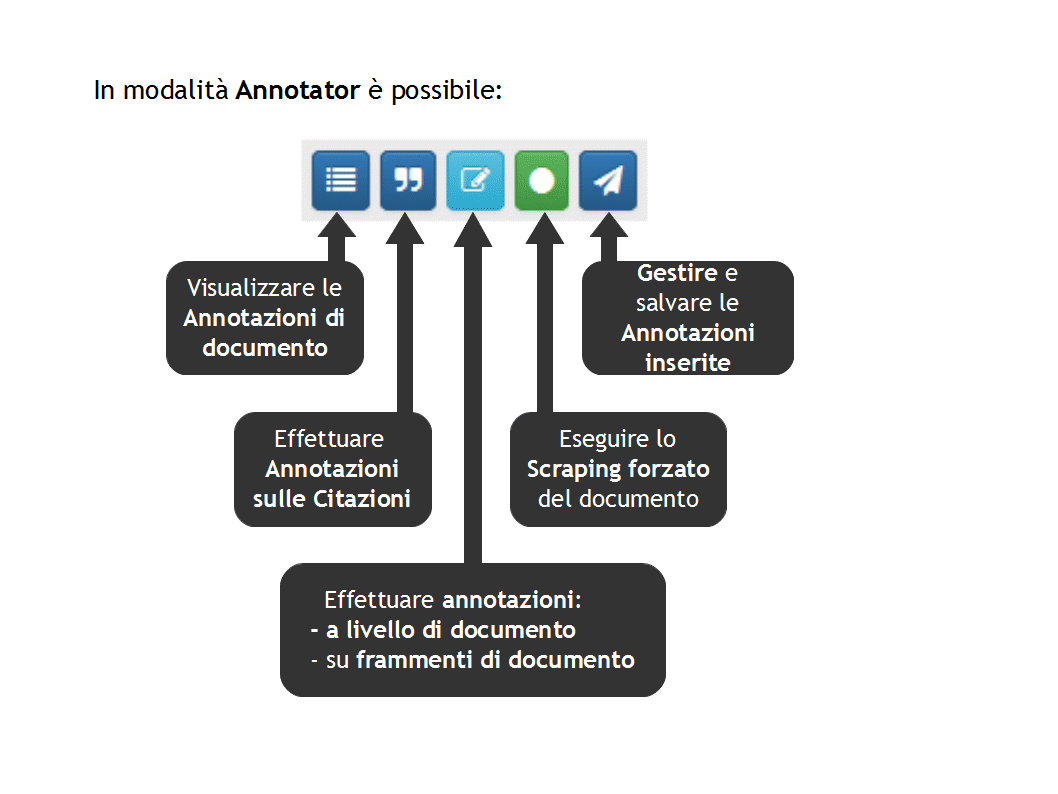 In modalità Annotator è possibile:
Visualizzare le
Annotazioni di
documento
Gestire e
salvare le
Annotazioni
inserite
Effettuare
Annotazioni
sulle Citazioni
Eseguire lo
Scraping forzato
del documento
Effettuare annotazioni:
- a livello di documento
- su frammenti di documento